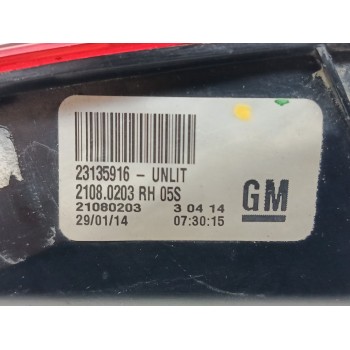 23135916 - UNLIT
2108.0203 RH 05S
21080203 3 04 14
29/01/14 07:30:15
GM